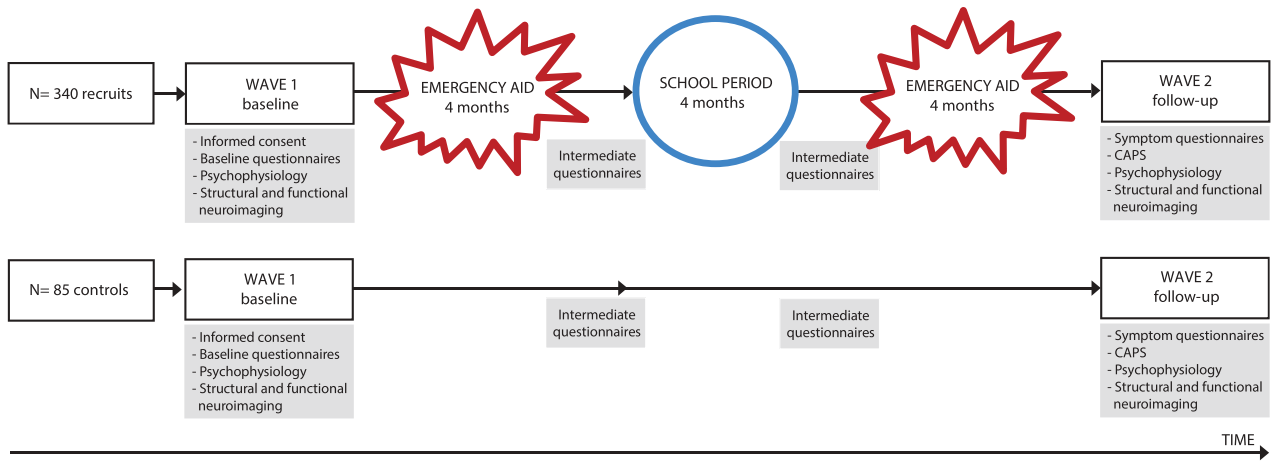 N= 340 recruits
WAVE 1
baseline
- Informed consent
- Baseline questionnaires
- Psychophysiology
- Structural and functional
neuroimaging
EMERGENCY AID
4 months
Intermediate
questionnaires
SCHOOL PERIOD
4 months
Intermediate
questionnaires
EMERGENCY AID
4 months
WAVE 2
follow-up
- Symptom questionnaires
- CAPS
- Psychophysiology
- Structural and functional
neuroimaging
N= 85 controls
WAVE 1
baseline
- Informed consent
- Baseline questionnaires
- Psychophysiology
- Structural and functional
neuroimaging
Intermediate
questionnaires
Intermediate
questionnaires
WAVE 2
follow-up
- Symptom questionnaires
- CAPS
- Psychophysiology
- Structural and functional
neuroimaging
TIME